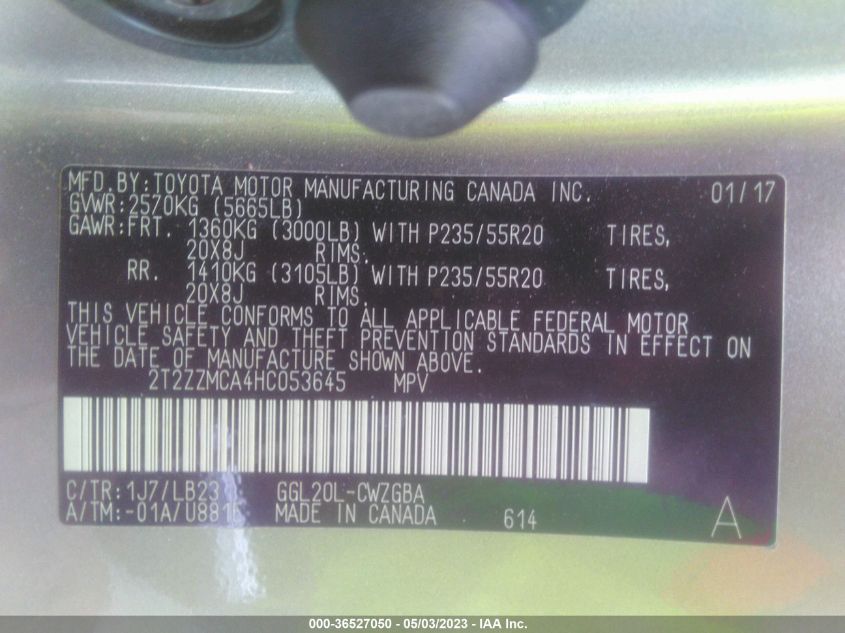 MFD.BY:TOYOTA MOTOR MANUFACTURING CANADA INC. 01/17
GVWR:2570KG (5665LB)
GAWR:FRT. 1360KG (3000LB) WITH P235/55R20 TIRES,
20X8J RIMS.
RR. 1410KG (3105LB) WITH P235/55R20 TIRES,
20X8J RIMS.
THIS VEHICLE CONFORMS TO ALL APPLICABLE FEDERAL MOTOR
VEHICLE SAFETY AND THEFT PREVENTION STANDARDS IN EFFECT ON
THE DATE OF MANUFACTURE SHOWN ABOVE.
2T2ZZMCA4HC053645 MPV
C/TR:1J7/LB23 GGL20L-CWZGBA
A/TM:-01A/U881E MADE IN CANADA 614 A
000-36527050 - 05/03/2023 - IAA Inc.